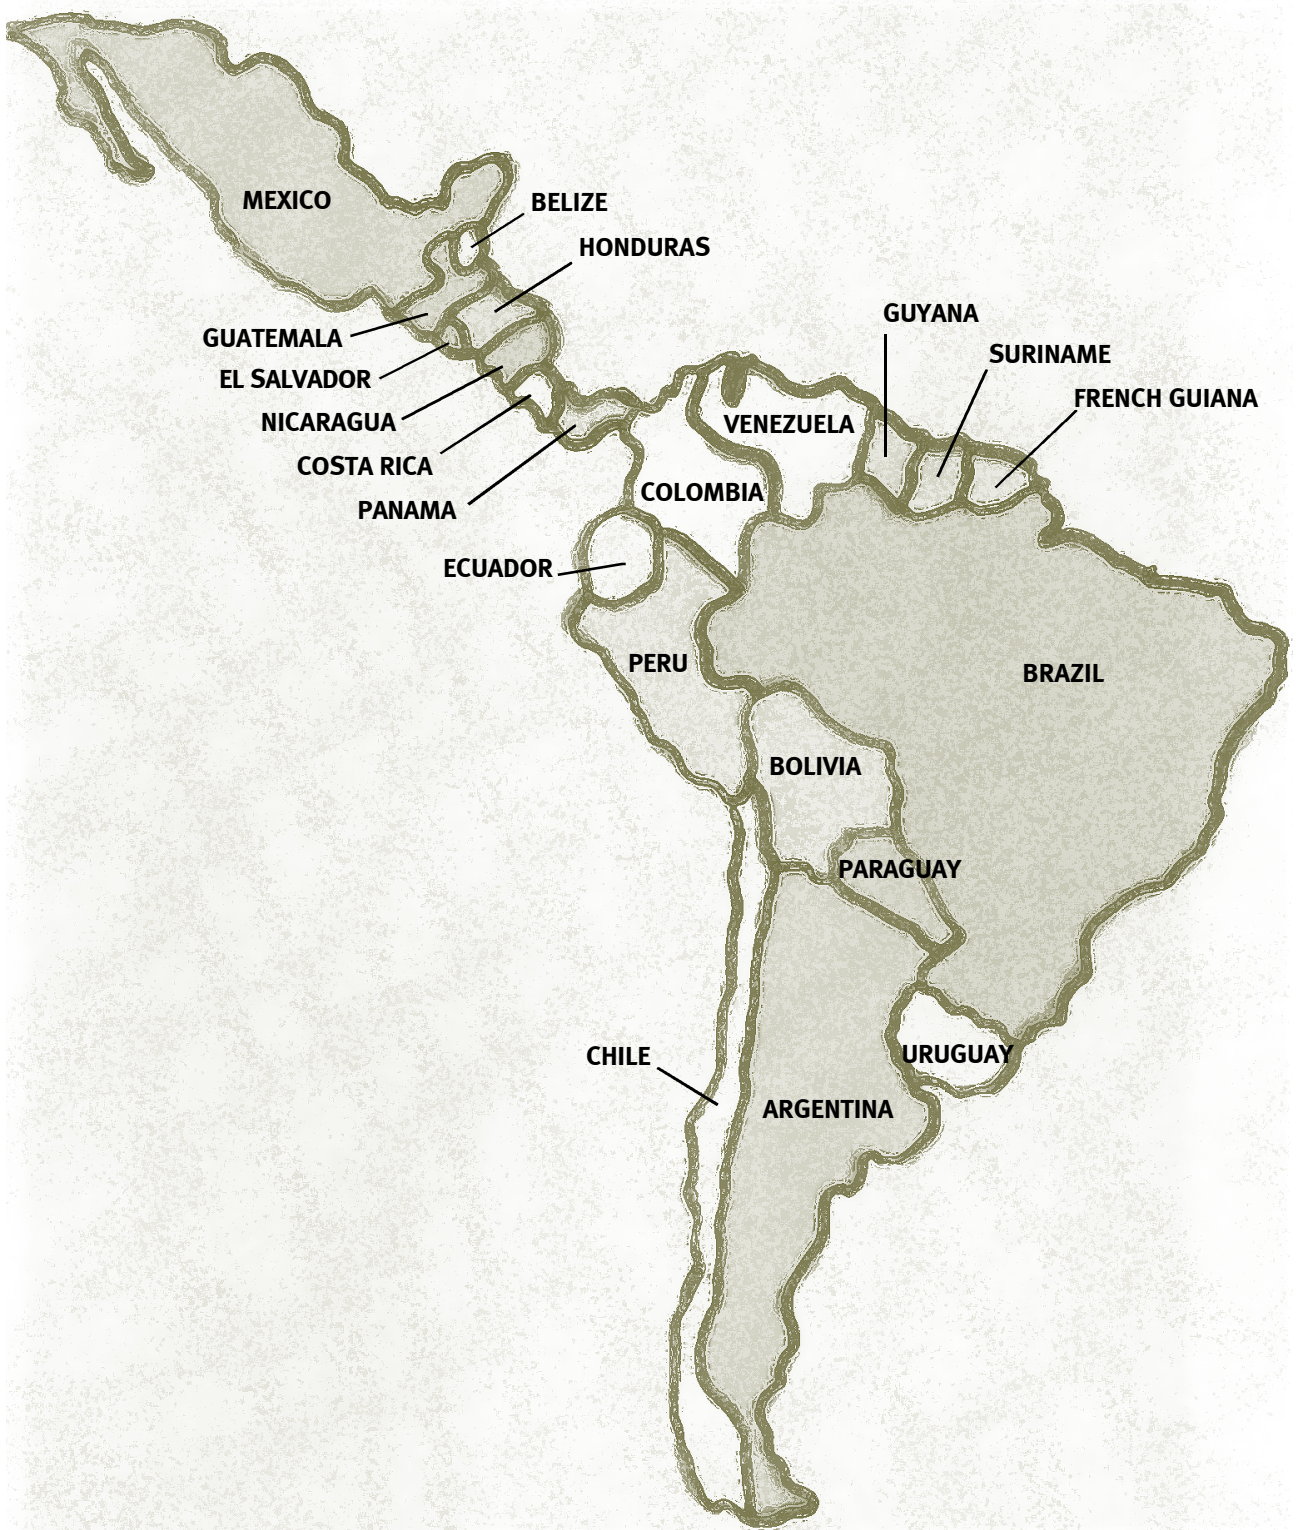 MEXICO
BELIZE
HONDURAS
GUYANA
GUATEMALA
SURINAME
EL SALVADOR
FRENCH GUIANA
NICARAGUA
VENEZUELA
COSTA RICA
COLOMBIA
PANAMA
ECUADOR
PERU
BRAZIL
BOLIVIA
PARAGUAY
CHILE
URUGUAY
ARGENTINA